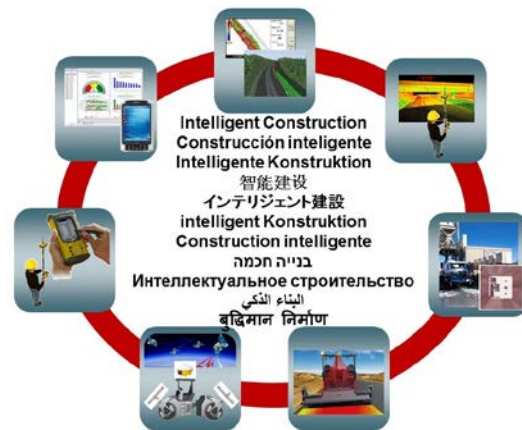 Intelligent Construction
Construcción inteligente
Intelligente Konstruktion
智能建设
インテリジェント建設
intelligent Konstruktion
Construction intelligente
בנייה חכמה
Интеллектуальное строительство
البناء الذكي
बुद्धिमान निर्माण